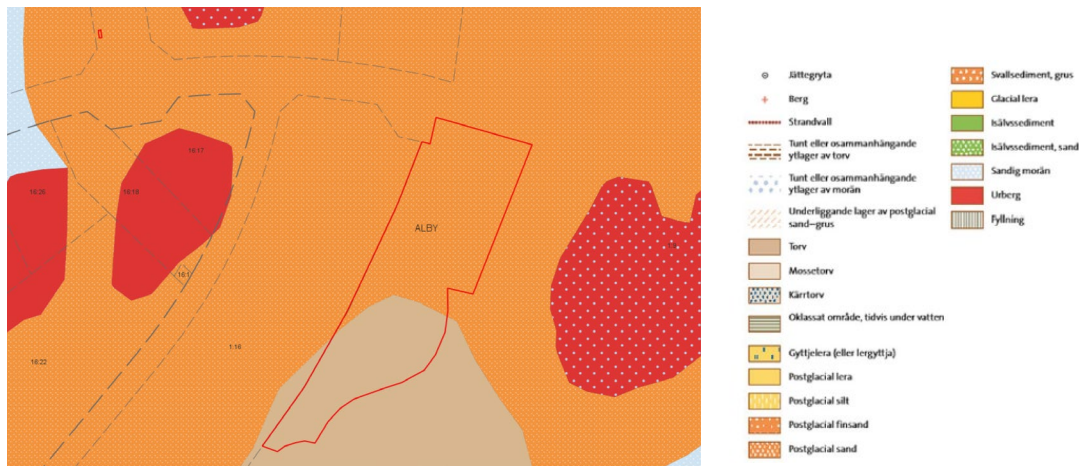 16:17
16:26
16:18
ALBY
16:1
1:16
16:22
Jättegryta
Berg
Strandvall
Tunt eller osammanhängande
ytlager av torv
Tunt eller osammanhängande
ytlager av morän
Underliggande lager av postglacial
sand–grus
Torv
Mossetorv
Kärrtorv
Oklassat område, tidvis under vatten
Gyttjelera (eller lergyttja)
Postglacial lera
Postglacial silt
Postglacial finsand
Postglacial sand
Svallsediment, grus
Glacial lera
Isälvssediment
Isälvssediment, sand
Sandig morän
Urberg
Fyllning